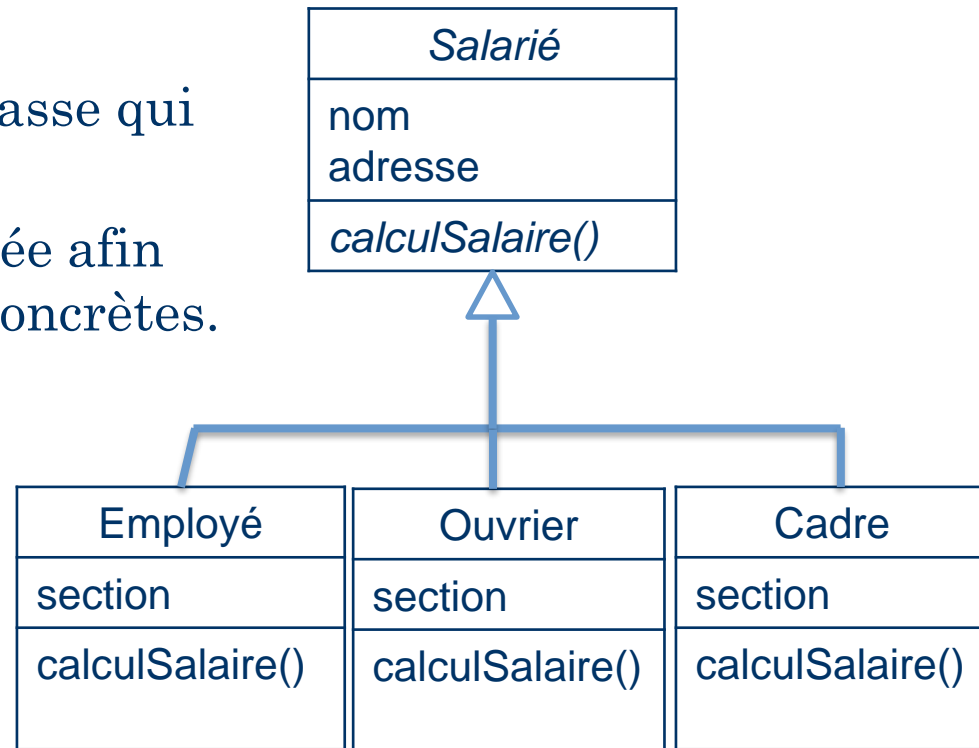 asse qui
ée afin
oncrètes.
Salarié
nom
adresse
calculSalaire()
Employé
section
calculSalaire()
Ouvrier
section
calculSalaire()
Cadre
section
calculSalaire()